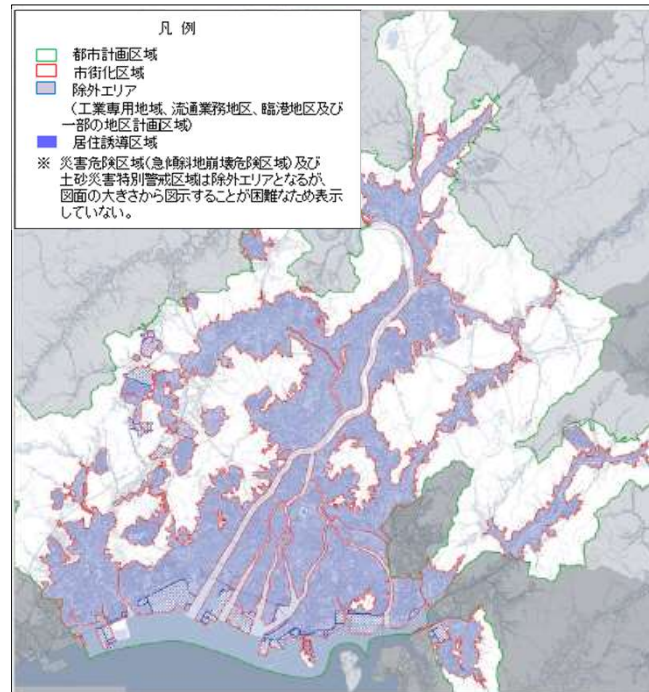 凡 例
都市計画区域
市街化区域
除外エリア
(工業専用地域、流通業務地区、臨港地区及び
一部の地区計画区域)
居住誘導区域
※ 災害危険区域(急傾斜地崩壊危険区域)及び
土砂災害特別警戒区域は除外エリアとなるが、
図面の大きさから図示することが困難なため表示
していない。